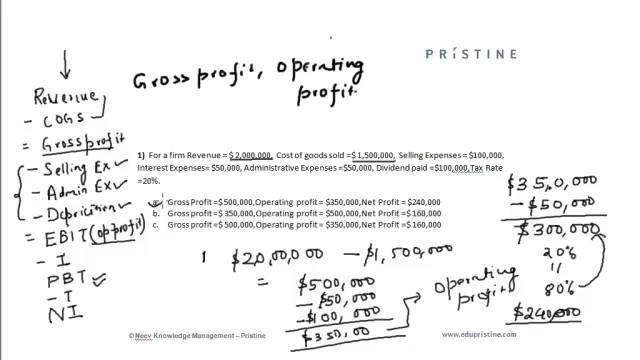 PRISTINE
Gross profit, operating
profit
Revenue
- COGS
= Gross profit
- Selling Ex
- Admin Ex
- Depricition
= EBIT (op profit)
- I
PBT
- T
NI
1) For a firm Revenue = $ 2,000,000, Cost of goods sold =$ 1,500,000, Selling Expenses = $100,000,
Interest Expenses= $50,000, Administrative Expenses =$50,000, Dividend paid = $100,000,Tax Rate
=20%.
a. Gross Profit =$ 500,000,Operating profit = $350,000,Net Profit = $240,000
b. Gross Profit =$ 350,000,Operating profit = $500,000,Net Profit = $ 160,000
c. Gross Profit =$ 500,000,Operating profit = $350,000,Net Profit = $ 160,000
1 $20,00,000 - $1,500,000
= $500,000
- $50,000
- $100,000
$350,00
operating
profit
$350,000
- $50,000
$300,000
20%
80%
$240,000
© Neev Knowledge Management – Pristine
www.edupristine.com